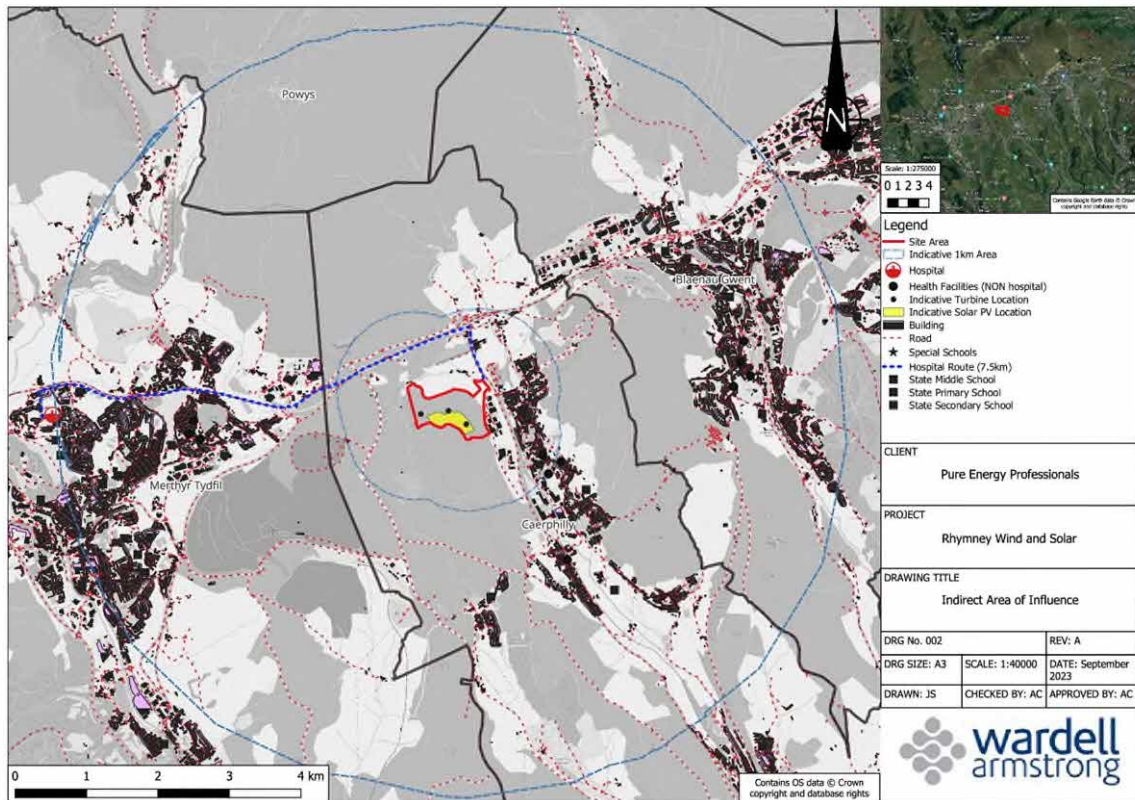 Powys
Blaenau Gwent
Merthyr Tydfil
Caerphilly
N
0 1 2 3 4 km
Contains OS data © Crown
copyright and database rights
Scale: 1:275000
0 1 2 3 4
Contains Google Earth data © Crown
copyright and database rights
Legend
Site Area
Indicative 1km Area
Hospital
Health Facilities (NON hospital)
Indicative Turbine Location
Indicative Solar PV Location
Building
Road
Special Schools
Hospital Route (7.5km)
State Middle School
State Primary School
State Secondary School
CLIENT
Pure Energy Professionals
PROJECT
Rhymney Wind and Solar
DRAWING TITLE
Indirect Area of Influence
DRG No. 002
REV: A
DRG SIZE: A3
SCALE: 1:40000
DATE: September
2023
DRAWN: JS
CHECKED BY: AC
APPROVED BY: AC
wardell
armstrong